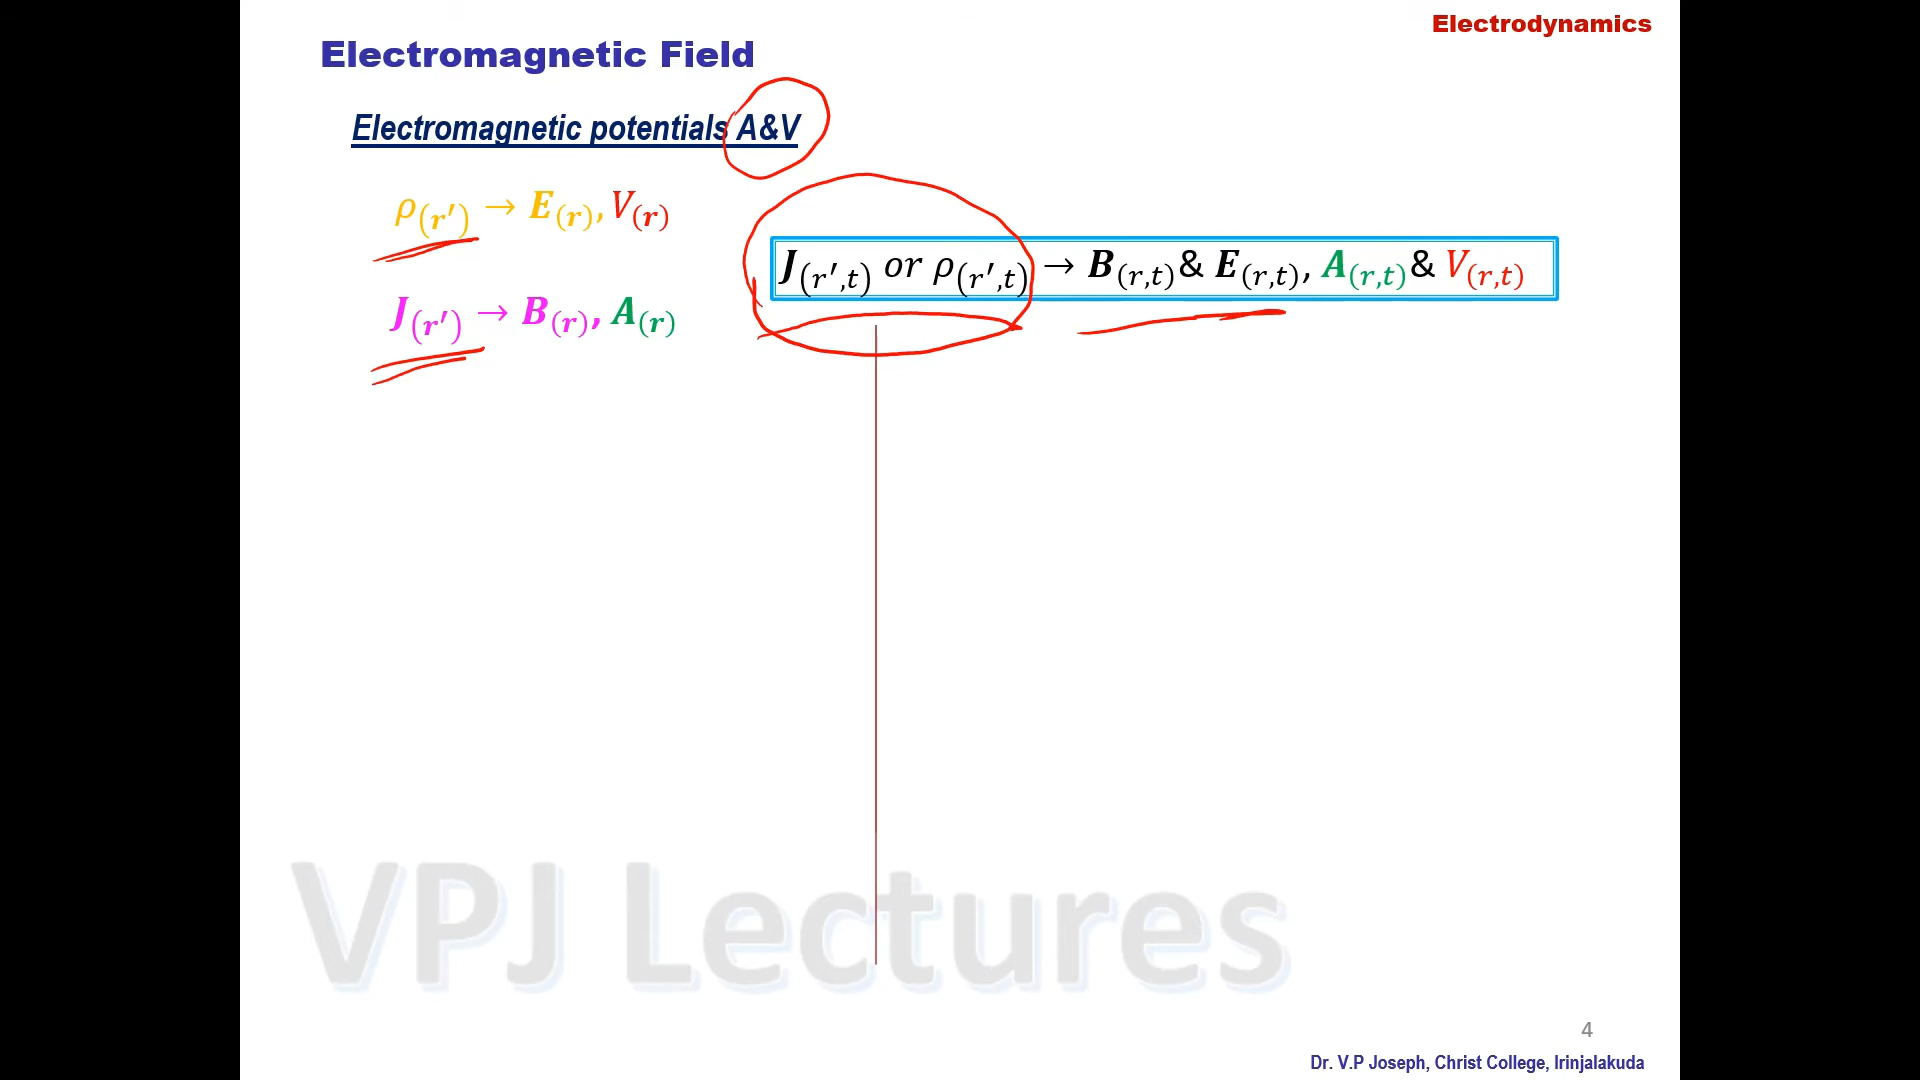 Electrodynamics
Electromagnetic Field
Electromagnetic potentials A&V
ρ(r′) → E(r), V(r)
J(r′,t) or ρ(r′,t) → B(r,t)& E(r,t), A(r,t)& V(r,t)
J(r′) → B(r), A(r)
VPJ Lectures
4
Dr. V.P Joseph, Christ College, Irinjalakuda